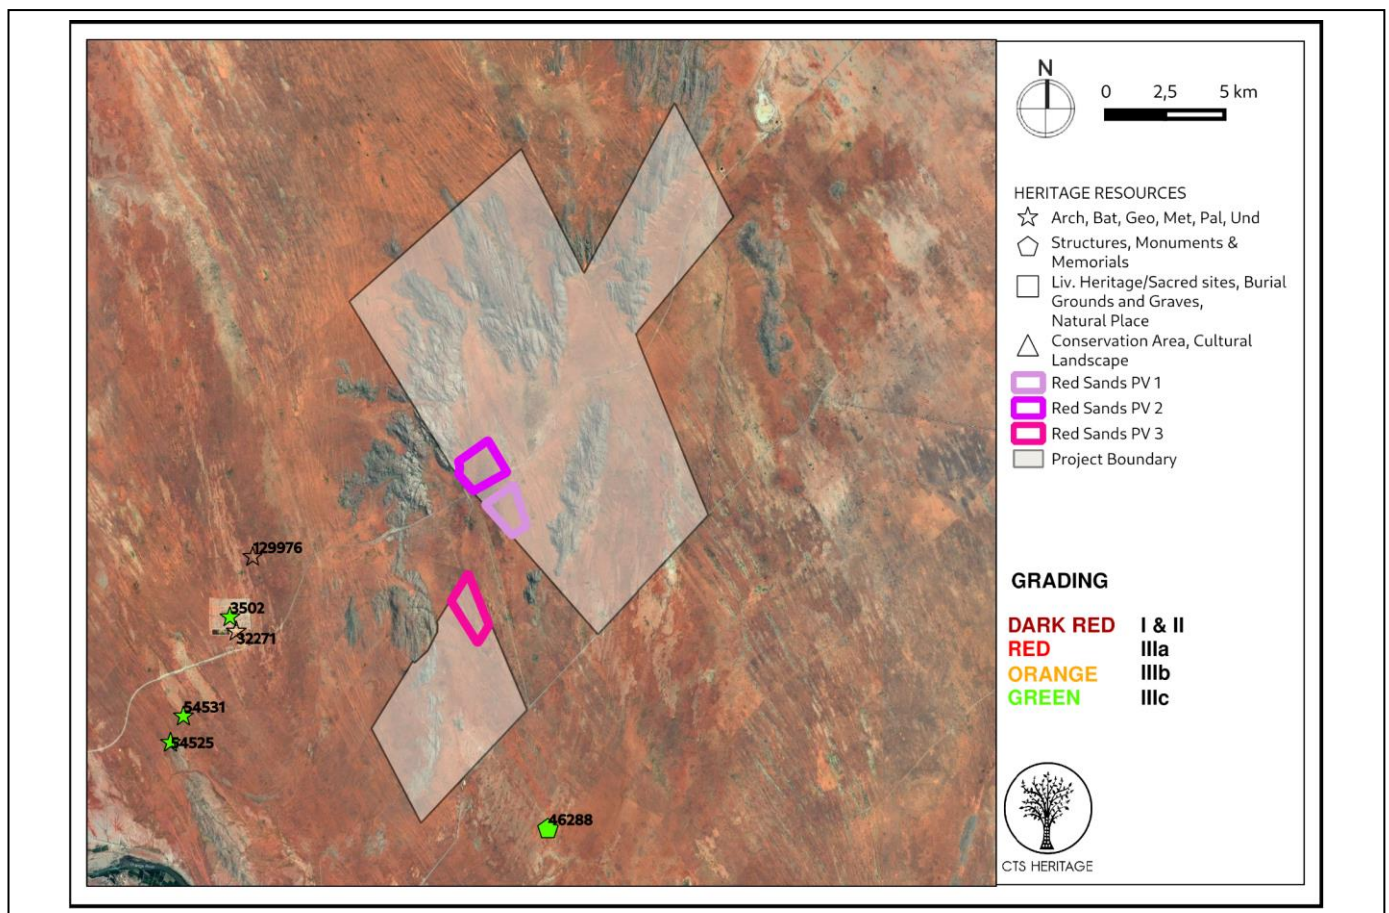 N
0 2,5 5 km
HERITAGE RESOURCES
Arch, Bat, Geo, Met, Pal, Und
Structures, Monuments &
Memorials
Liv. Heritage/Sacred sites, Burial
Grounds and Graves,
Natural Place
Conservation Area, Cultural
Landscape
Red Sands PV 1
Red Sands PV 2
Red Sands PV 3
Project Boundary
129976
3502
32271
54531
54525
46288
GRADING
DARK RED I & II
RED IIIa
ORANGE IIIb
GREEN IIIc
CTS HERITAGE